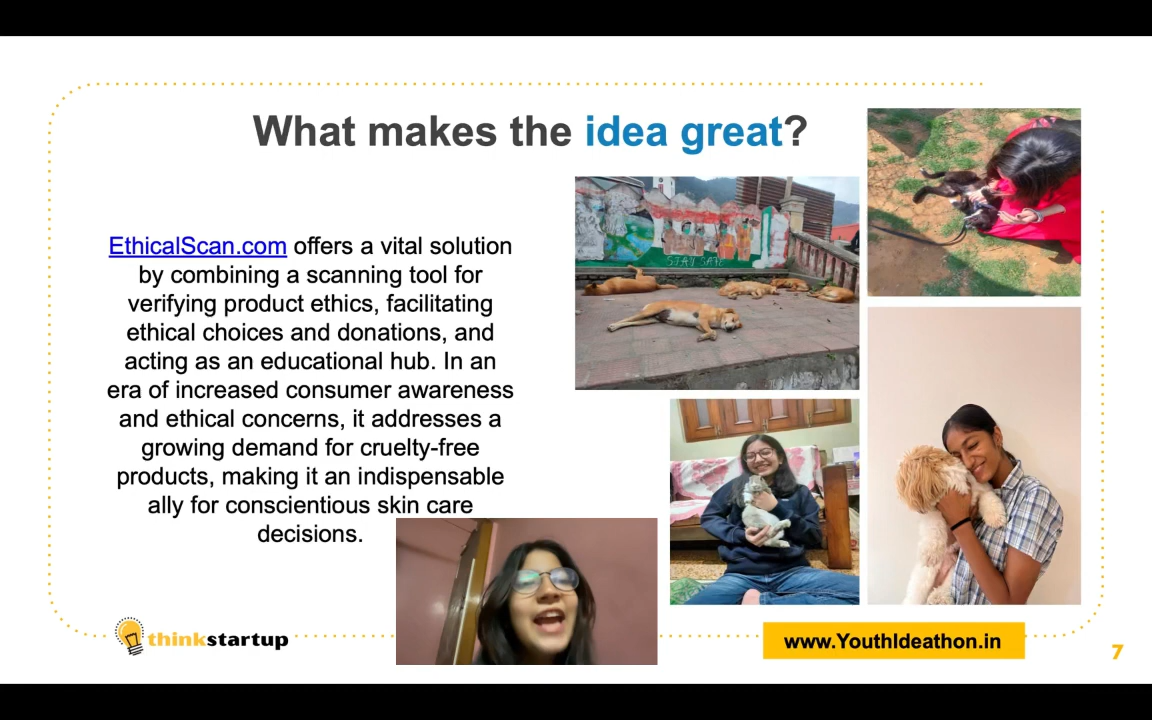 What makes the idea great?
EthicalScan.com offers a vital solution
by combining a scanning tool for
verifying product ethics, facilitating
ethical choices and donations, and
acting as an educational hub. In an
era of increased consumer awareness
and ethical concerns, it addresses a
growing demand for cruelty-free
products, making it an indispensable
ally for conscientious skin care
decisions.
STAY SAFE
thinkstartup
www.YouthIdeathon.in
7